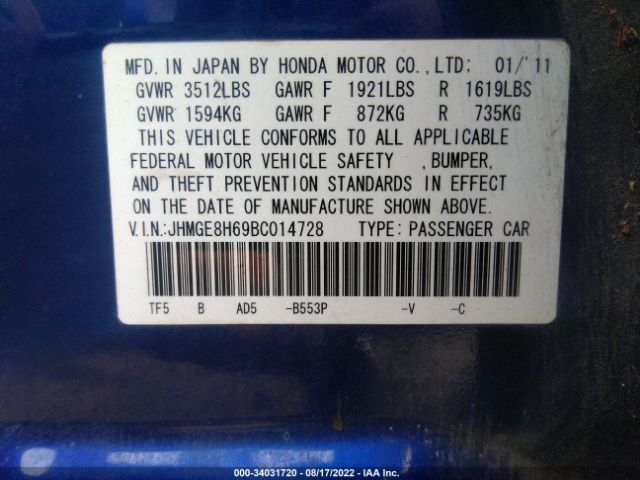 MFD. IN JAPAN BY HONDA MOTOR CO.,LTD; 01/'11
GVWR 3512LBS GAWR F 1921LBS R 1619LBS
GVWR 1594KG GAWR F 872KG R 735KG
THIS VEHICLE CONFORMS TO ALL APPLICABLE
FEDERAL MOTOR VEHICLE SAFETY ,BUMPER,
AND THEFT PREVENTION STANDARDS IN EFFECT
ON THE DATE OF MANUFACTURE SHOWN ABOVE.
V.I.N.:JHMGE8H69BC014728 TYPE: PASSENGER CAR
TF5 B AD5 -B553P -V -C
000-34031720 - 08/17/2022 - IAA Inc.